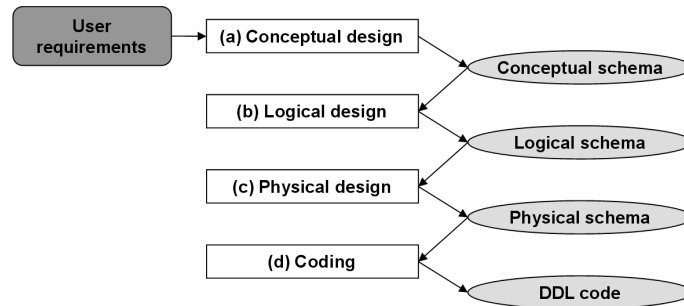 User
requirements
(a) Conceptual design
Conceptual schema
(b) Logical design
Logical schema
(c) Physical design
Physical schema
(d) Coding
DDL code